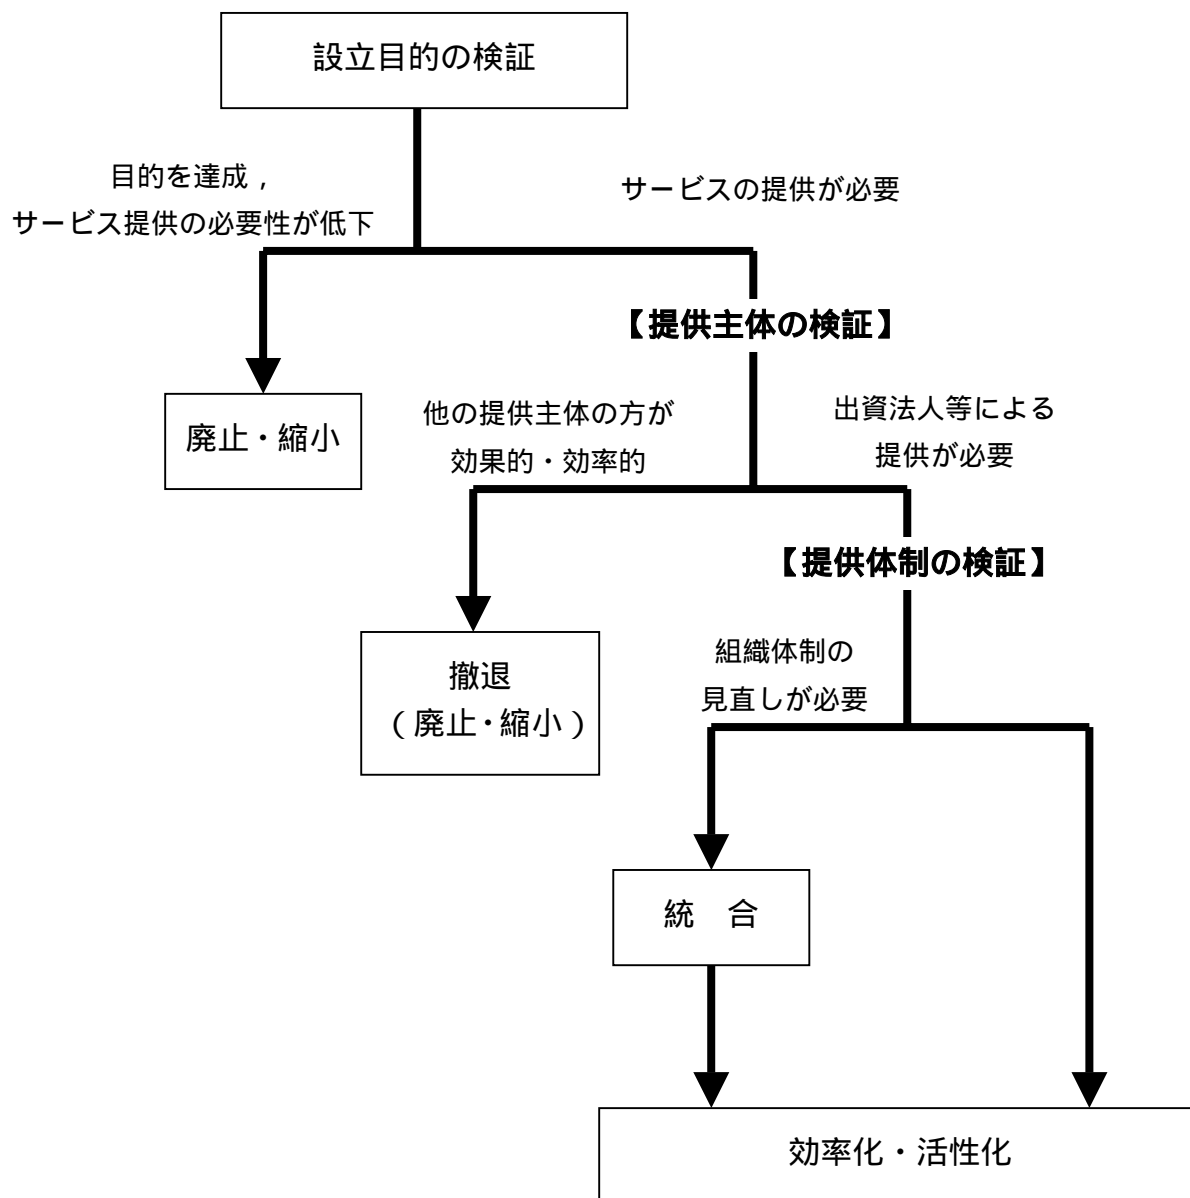 設立目的の検証
目的を達成，
サービス提供の必要性が低下
サービスの提供が必要
【提供主体の検証】
廃止・縮小
他の提供主体の方が
効果的・効率的
出資法人等による
提供が必要
【提供体制の検証】
撤退
（廃止・縮小）
組織体制の
見直しが必要
統　合
効率化・活性化